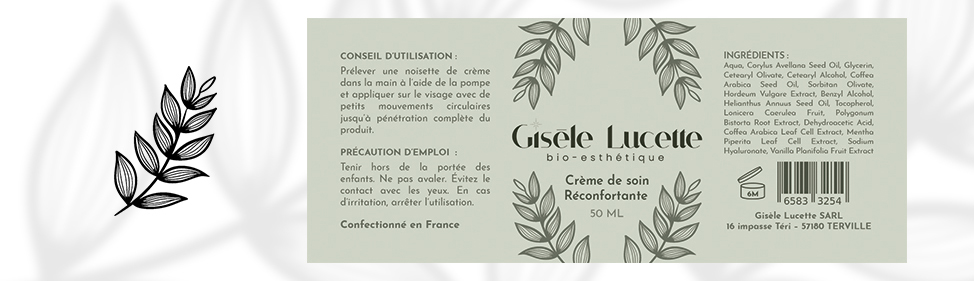 CONSEIL D'UTILISATION :
Prélever une noisette de crème
dans la main à l'aide de la pompe
et appliquer sur le visage avec de
petits mouvements circulaires
jusqu'à pénétration complète du
produit.
PRÉCAUTION D'EMPLOI :
Tenir hors de la portée des
enfants. Ne pas avaler. Évitez le
contact avec les yeux. En cas
d'irritation, arrêter l'utilisation.
Confectionné en France
Gisèle Lucette
bio-esthétique
Crème de soin
Réconfortante
50 ML
INGRÉDIENTS :
Aqua, Corylus Avellana Seed Oil, Glycerin,
Cetearyl Olivate, Cetearyl Alcohol, Coffea
Arabica Seed Oil, Sorbitan Olivate,
Hordeum Vulgare Extract, Benzyl Alcohol,
Helianthus Annuus Seed Oil, Tocopherol,
Lonicera Caerulea Fruit, Polygonum
Bistorta Root Extract, Dehydroacetic Acid,
Coffea Arabica Leaf Cell Extract, Mentha
Piperita Leaf Cell Extract, Sodium
Hyaluronate, Vanilla Planifolia Fruit Extract
6M
6583 3254
Gisèle Lucette SARL
16 impasse Téri – 57180 TERVILLE